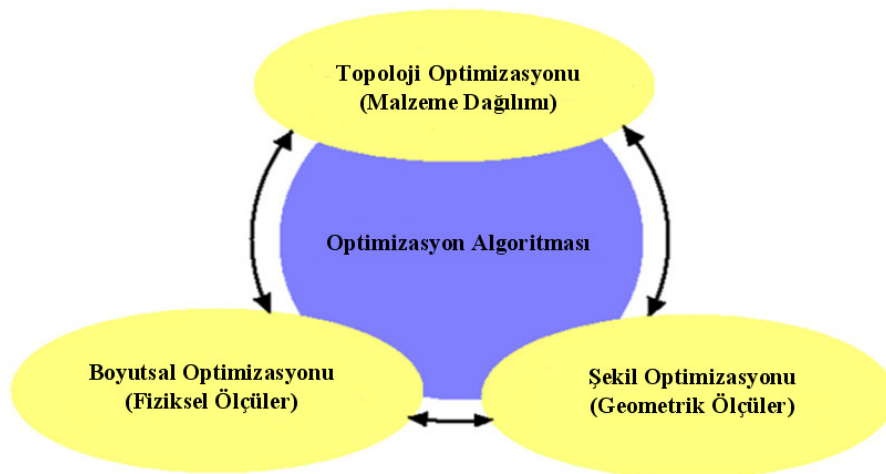 Topoloji Optimizasyonu
(Malzeme Dağılımı)
Optimizasyon Algoritması
Boyutsal Optimizasyonu
(Fiziksel Ölçüler)
Şekil Optimizasyonu
(Geometrik Ölçüler)